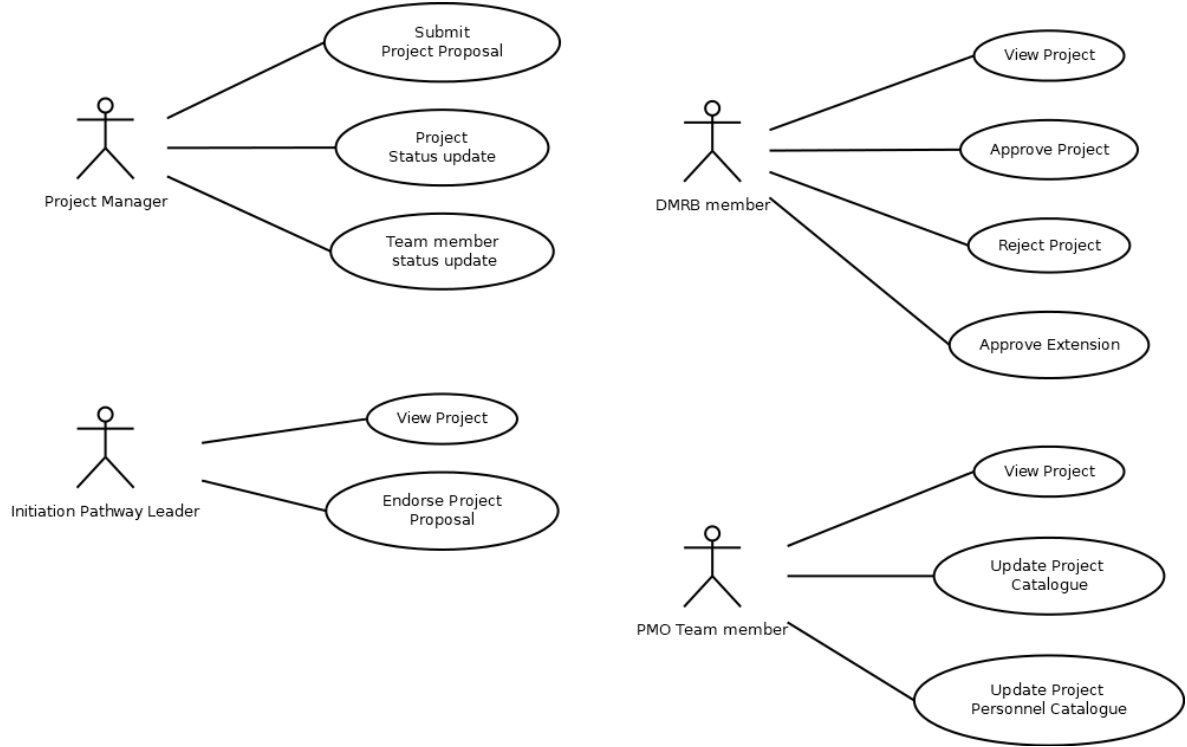 Submit
Project Proposal
Project
Status update
Team member
status update
Project Manager
View Project
Approve Project
Reject Project
Approve Extension
DMRB member
View Project
Endorse Project
Proposal
Initiation Pathway Leader
View Project
Update Project
Catalogue
Update Project
Personnel Catalogue
PMO Team member